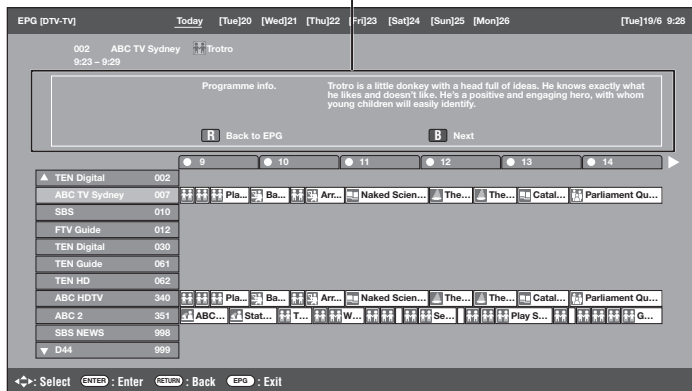 EPG [DTV-TV] Today [Tue]20 [Wed]21 [Thu]22 [Fri]23 [Sat]24 [Sun]25 [Mon]26 [Tue]19/6 9:28
002 ABC TV Sydney Trotro
9:23 – 9:29
Programme info. Trotro is a little donkey with a head full of ideas. He knows exactly what
he likes and doesn't like. He's a positive and engaging hero, with whom
young children will easily identify.
R Back to EPG B Next
9 10 11 12 13 14
TEN Digital 002
ABC TV Sydney 007 Pla... Ba... Arr... Naked Scien... The... The... Catal... Parliament Qu...
SBS 010
FTV Guide 012
TEN Digital 030
TEN Guide 061
TEN HD 062
ABC HDTV 340 Pla... Ba... Arr... Naked Scien... The... The... Catal... Parliament Qu...
ABC 2 351 ABC... Stat... T... W... Se... Play S... G...
SBS NEWS 998
D44 999
: Select ENTER : Enter RETURN : Back EPG : Exit